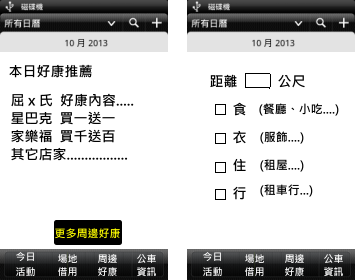 磁碟機
所有日曆
10 月 2013
本日好康推薦
屈 x 氏 好康內容.....
星巴克 買一送一
家樂福 買千送百
其它店家.................
更多周邊好康
今日活動
場地借用
周邊好康
公車資訊
磁碟機
所有日曆
10 月 2013
距離 公尺
食 (餐廳、小吃....)
衣 (服飾....)
住 (租屋....)
行 (租車行...)
今日活動
場地借用
周邊好康
公車資訊